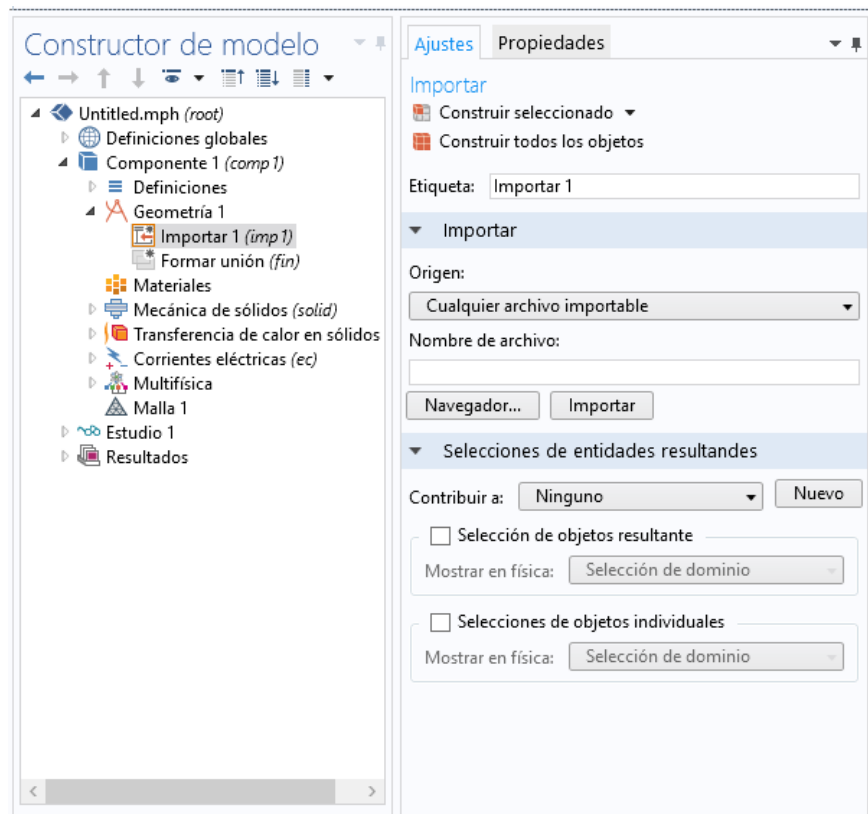 Constructor de modelo
Untitled.mph (root)
Definiciones globales
Componente 1 (comp1)
Definiciones
Geometría 1
Importar 1 (imp1)
Formar unión (fin)
Materiales
Mecánica de sólidos (solid)
Transferencia de calor en sólidos
Corrientes eléctricas (ec)
Multifísica
Malla 1
Estudio 1
Resultados
Ajustes Propiedades
Importar
Construir seleccionado
Construir todos los objetos
Etiqueta: Importar 1
Importar
Origen:
Cualquier archivo importable
Nombre de archivo:
Navegador... Importar
Selecciones de entidades resultandes
Contribuir a: Ninguno Nuevo
Selección de objetos resultante
Mostrar en física: Selección de dominio
Selecciones de objetos individuales
Mostrar en física: Selección de dominio